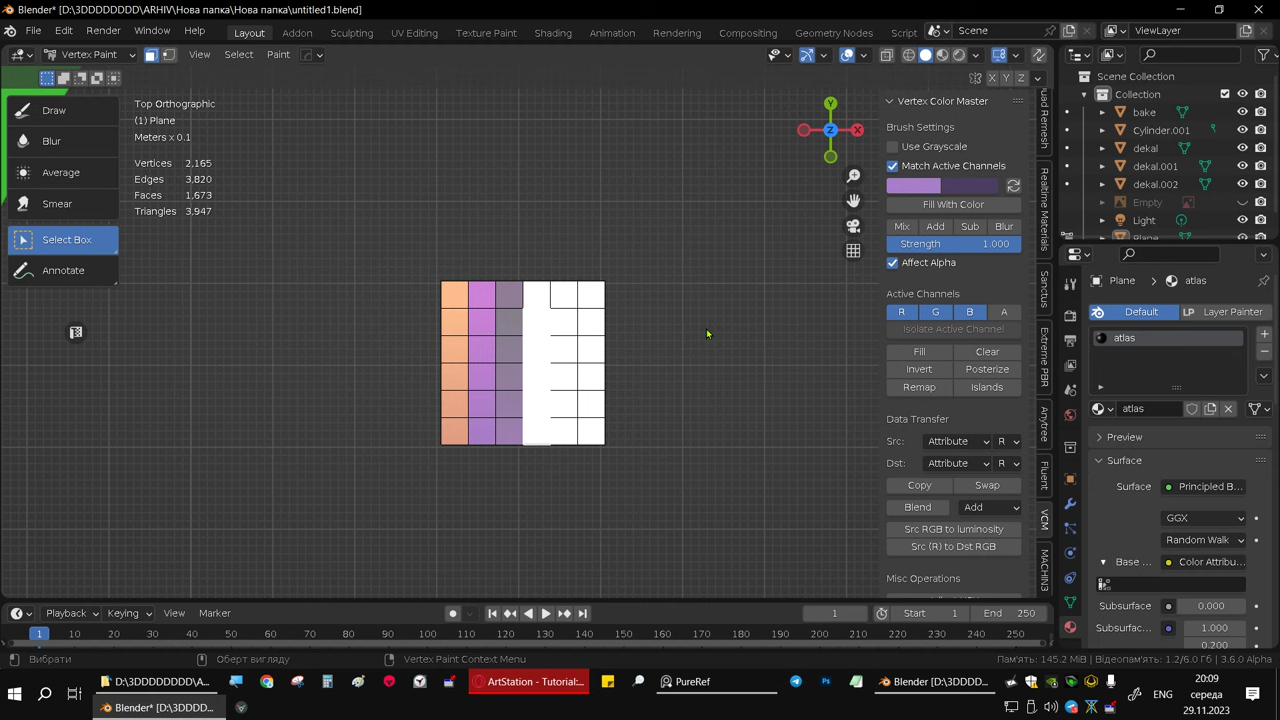 Blender* [D:\3DDDDDDDD\ARHIV\Нова папка\Нова папка\untitled1.blend]
File Edit Render Window Help Layout Addon Sculpting UV Editing Texture Paint Shading Animation Rendering Compositing Geometry Nodes Script Scene ViewLayer
Vertex Paint View Select Paint
X Y Z
Draw
Blur
Average
Smear
Select Box
Annotate
Top Orthographic
(1) Plane
Meters x 0.1
Vertices 2,165
Edges 3,820
Faces 1,673
Triangles 3,947
Y
Z X
Vertex Color Master
Brush Settings
Use Grayscale
Match Active Channels
Fill With Color
Mix Add Sub Blur
Strength 1.000
Affect Alpha
Active Channels
R G B A
Isolate Active Channel
Fill Clear
Invert Posterize
Remap Islands
Data Transfer
Src: Attribute R
Dst: Attribute R
Copy Swap
Blend Add
Src RGB to luminosity
Src (R) to Dst RGB
Misc Operations
Realtime Materials
Sanctus
Extreme PBR
Anytree
Fluent
VCM
MACHIN3
Scene Collection
Collection
bake
Cylinder.001
dekal
dekal.001
dekal.002
Empty
Light
Plane
Plane atlas
Default LP Layer Painter
atlas
atlas
Preview
Surface
Surface Principled B...
GGX
Random Walk
Base ... Color Attribu...
Subsurface 0.000
Subsurfac... 1.000
0.200
Playback Keying View Marker
1 Start 1 End 250
1 10 20 30 40 50 60 70 80 90 100 110 120 130 140 150 160 170 180 190 200 210 220 230 240 250
Вибрати Оберт вигляду Vertex Paint Context Menu Пам'ять: 145.2 MiB | Відеопам'ять: 1.2/6.0 Гб | 3.6.0 Alpha
D:\3DDDDDDDD\A... ArtStation - Tutorial:... PureRef Blender [D:\3DDDD... 20:09
ENG середа
Blender* [D:\3DDDD... 29.11.2023